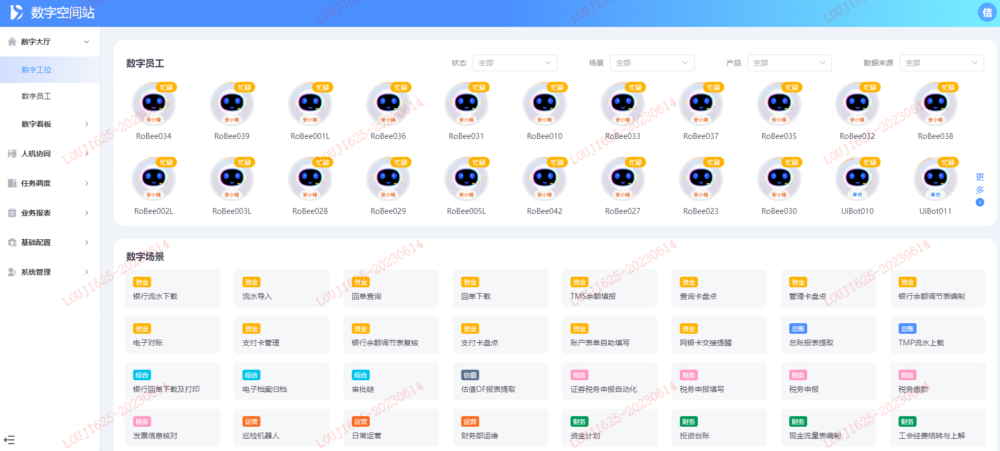 数字空间站
佶
数字大厅
数字工位
数字员工
数字看板
人机协同
任务调度
业务报表
基础配置
系统管理
数字员工
状态 全部 场景 全部 产品 全部 数据来源 全部
忙碌 忙碌 忙碌 忙碌 忙碌 忙碌 忙碌 忙碌 忙碌 忙碌 忙碌
安小蜂 安小蜂 安小蜂 安小蜂 安小蜂 安小蜂 安小蜂 安小蜂 安小蜂 安小蜂 安小蜂
RoBee034 RoBee039 RoBee001L RoBee036 RoBee031 RoBee010 RoBee033 RoBee037 RoBee035 RoBee032 RoBee038
忙碌 忙碌 忙碌 忙碌 忙碌 忙碌 忙碌 忙碌 忙碌 忙碌 忙碌
安小蜂 安小蜂 安小蜂 安小蜂 安小蜂 安小蜂 安小蜂 安小蜂 安小蜂 来也 来也
RoBee002L RoBee003L RoBee028 RoBee029 RoBee005L RoBee042 RoBee027 RoBee023 RoBee030 UiBot010 UiBot011
更
多
数字场景
资金 资金 资金 资金 资金 资金 资金 资金
银行流水下载 流水导入 回单查询 回单下载 TMS余额填报 查询卡盘点 管理卡盘点 银行余额调节表编制
资金 资金 资金 资金 资金 资金 总账 总账
电子对账 支付卡管理 银行余额调节表复核 支付卡盘点 账户表单自助填写 网银卡交接提醒 总账报表提取 TMP流水上载
综合 综合 综合 估值 税务 税务 税务 税务
银行回单下载及打印 电子档案归档 审批链 估值OF报表提取 证券税务申报自动化 税务申报填写 税务申报 税务缴款
税务 运营 运营 运营 财务 财务 财务 财务
发票信息核对 巡检机器人 日常运营 财务部运维 资金计划 投资台账 现金流量表编制 工会经费结转与上解
LOUJI625-20230614
LOUJI625-20230614
LOUJI625-20230614
LOUJI625-20230614
LOUJI625-20230614
LOUJI625-20230614
LOUJI625-20230614
LOUJI625-20230614
LOUJI625-20230614
LOUJI625-20230614
LOUJI625-20230614
LOUJI625-20230614